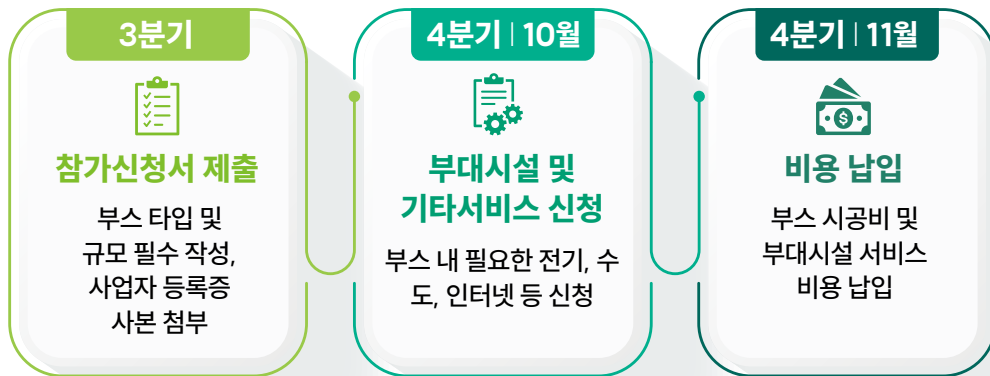 3분기
참가신청서 제출
부스 타입 및
규모 필수 작성,
사업자 등록증
사본 첨부
4분기 | 10월
부대시설 및
기타서비스 신청
부스 내 필요한 전기, 수
도, 인터넷 등 신청
4분기 | 11월
비용 납입
부스 시공비 및
부대시설 서비스
비용 납입